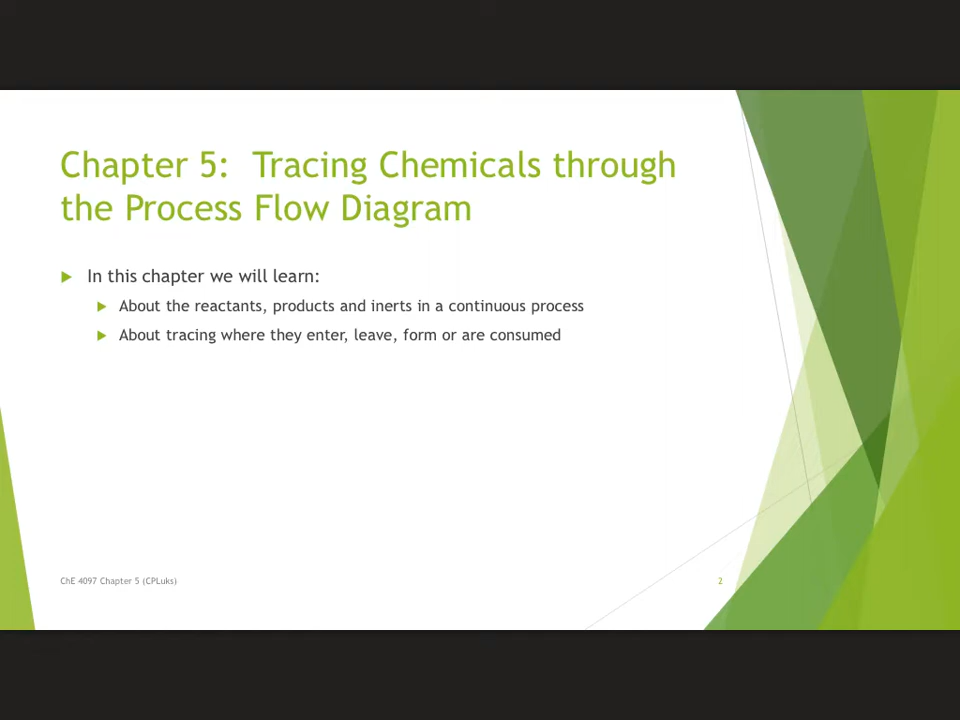 Chapter 5:  Tracing Chemicals through
the Process Flow Diagram
In this chapter we will learn:
About the reactants, products and inerts in a continuous process
About tracing where they enter, leave, form or are consumed
ChE 4097 Chapter 5 (CPLuks)
2